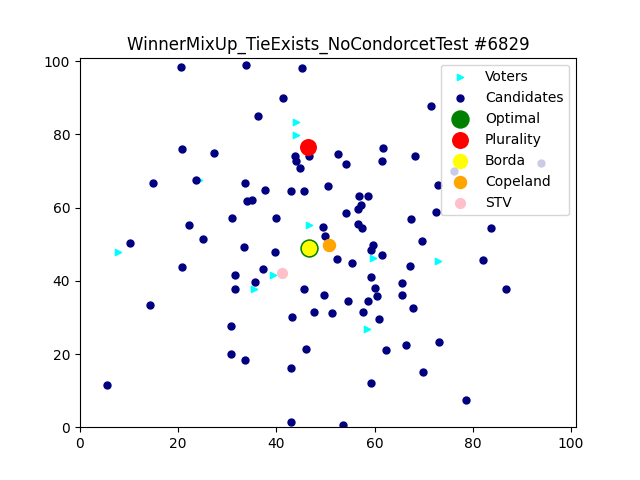 WinnerMixUp_TieExists_NoCondorcetTest #6829
100
80
60
40
20
0
0
20
40
60
80
100
Voters
Candidates
Optimal
Plurality
Borda
Copeland
STV